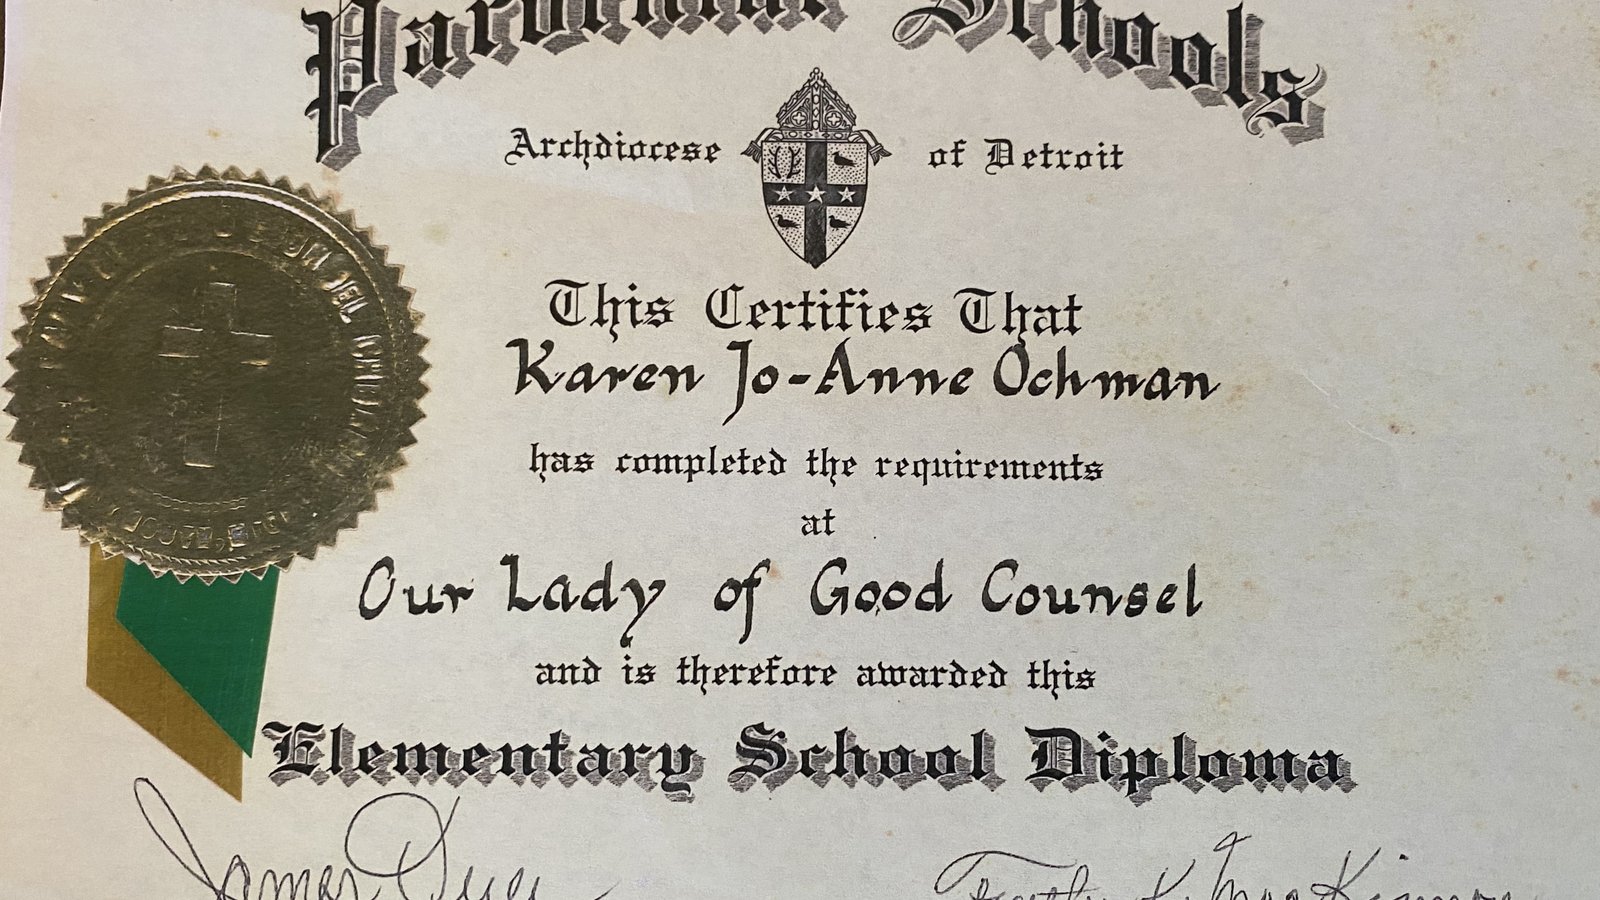 Parochial Schools
Archdiocese of Detroit
This Certifies That
Karen Jo-Anne Ochman
has completed the requirements
at
Our Lady of Good Counsel
and is therefore awarded this
Elementary School Diploma
James